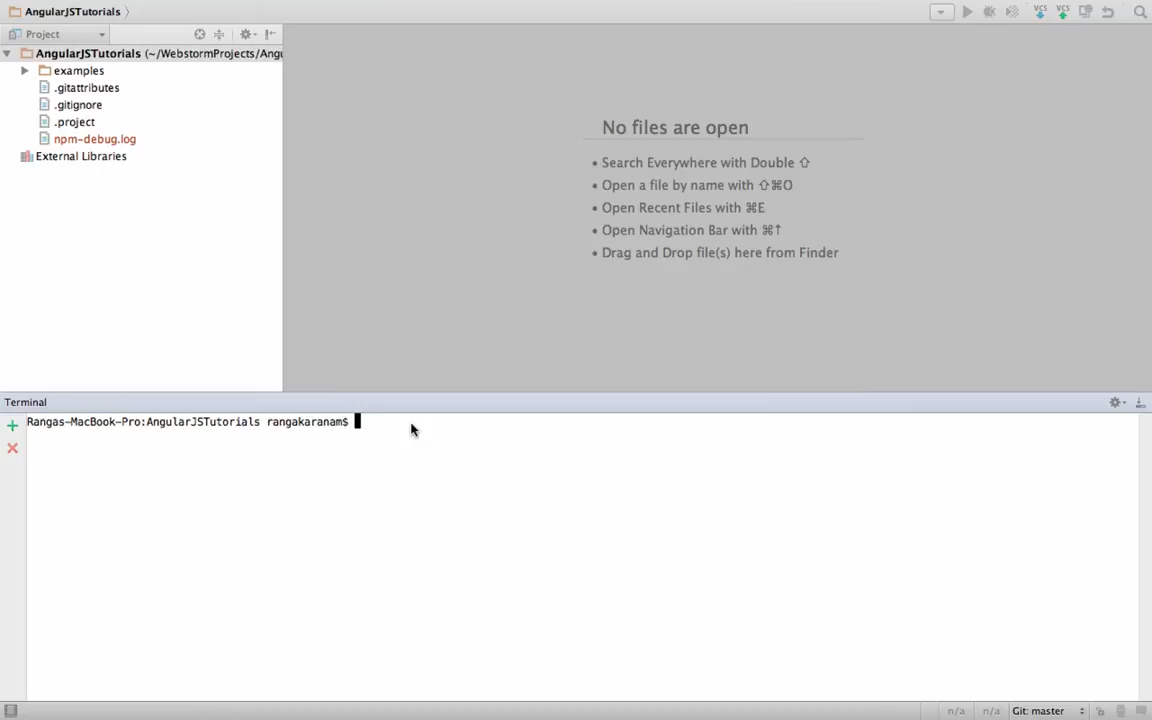 AngularJSTutorials
VCS VCS
Project
AngularJSTutorials (~/WebstormProjects/Angu
examples
.gitattributes
.gitignore
.project
npm-debug.log
External Libraries
No files are open
• Search Everywhere with Double ⇧
• Open a file by name with ⇧⌘O
• Open Recent Files with ⌘E
• Open Navigation Bar with ⌘↑
• Drag and Drop file(s) here from Finder
Terminal
Rangas-MacBook-Pro:AngularJSTutorials rangakaranam$
n/a n/a Git: master